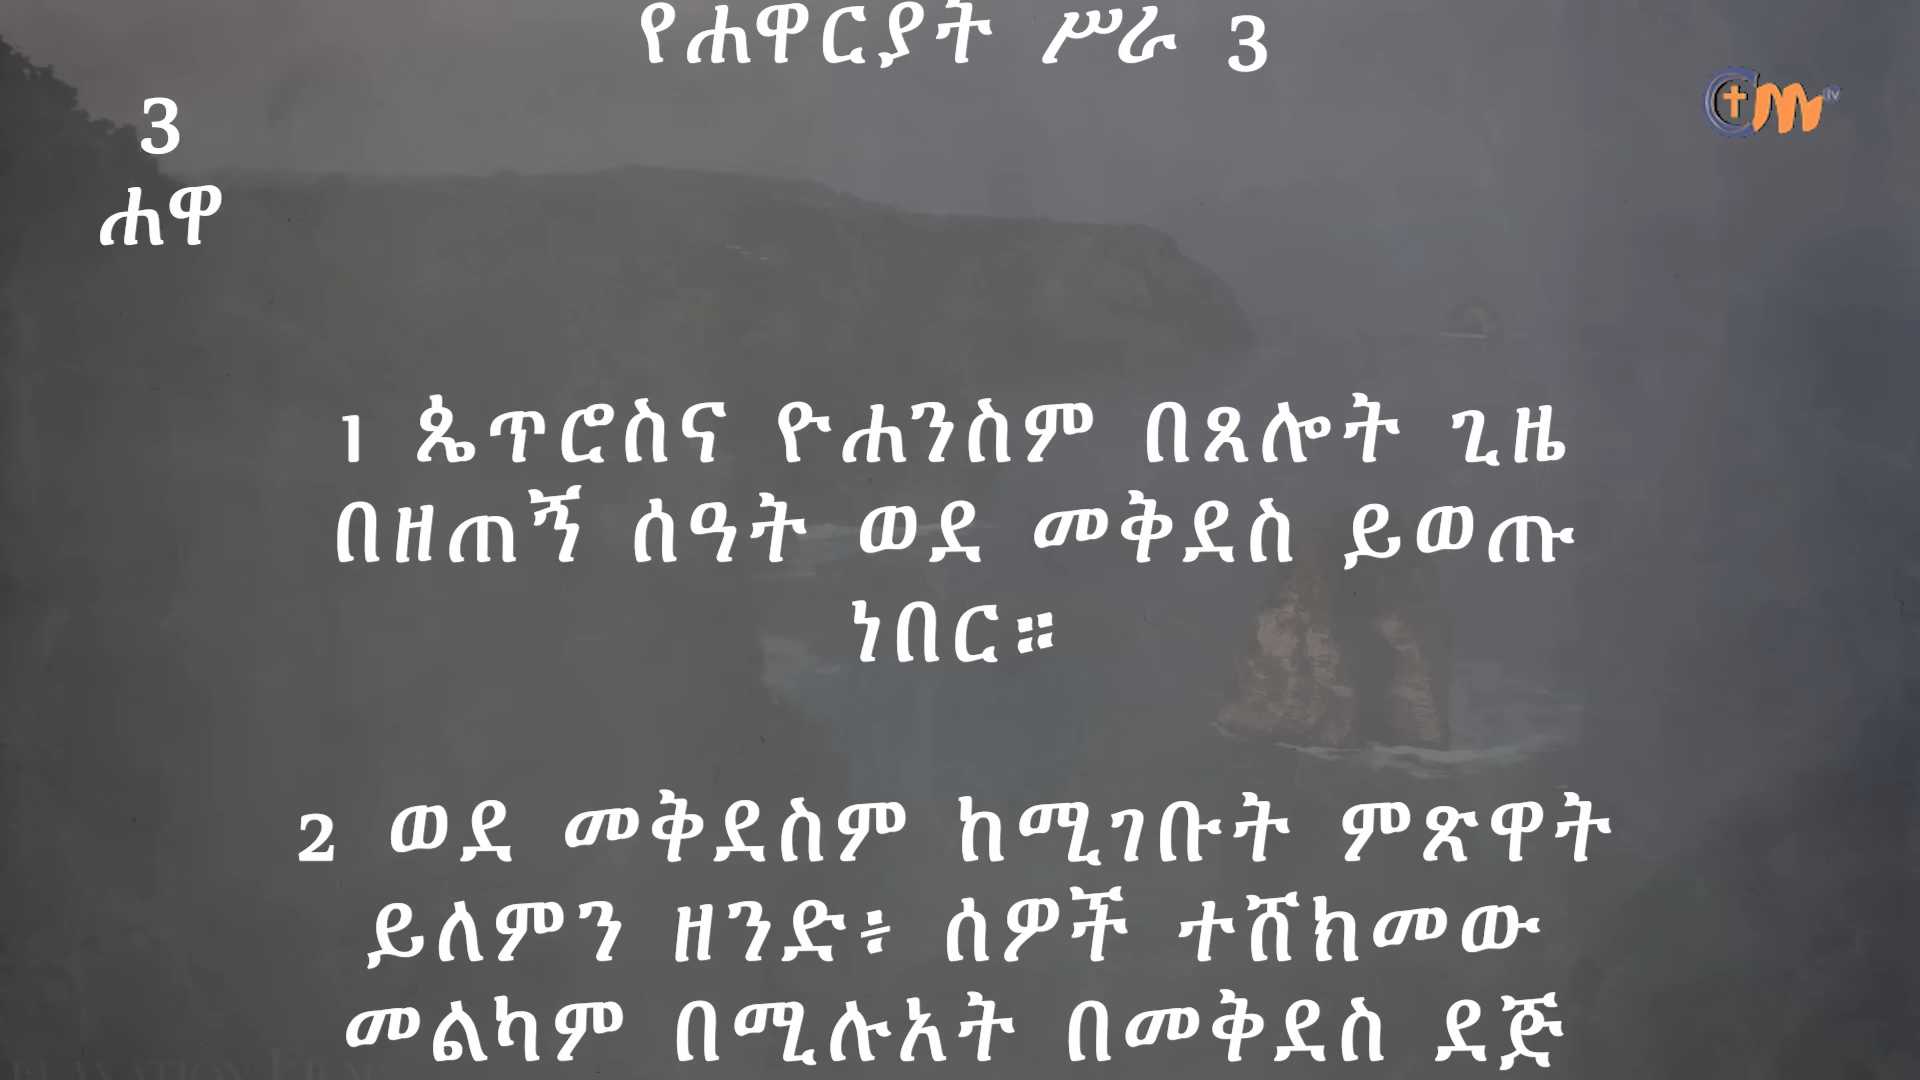 የሐዋርያት ሥራ 3
3
ሐዋ
1 ጴጥሮስና ዮሐንስም በጸሎት ጊዜ
በዘጠኝ ሰዓት ወደ መቅደስ ይወጡ
ነበር።
2 ወደ መቅደስም ከሚገቡት ምጽዋት
ይለምን ዘንድ፥ ሰዎች ተሸክመው
መልካም በሚሉአት በመቅደስ ደጅ